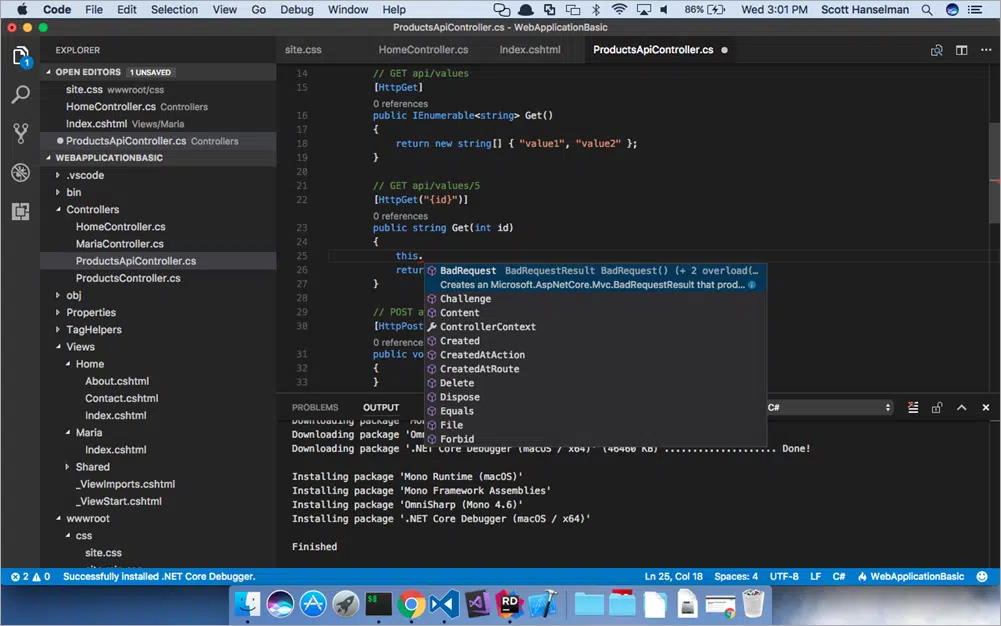 Code File Edit Selection View Go Debug Window Help 86% Wed 3:01 PM Scott Hanselman
ProductsApiController.cs - WebApplicationBasic
EXPLORER
site.css HomeController.cs Index.cshtml ProductsApiController.cs
1
OPEN EDITORS 1 UNSAVED
site.css wwwroot/css
HomeController.cs Controllers
Index.cshtml Views/Maria
ProductsApiController.cs Controllers
WEBAPPLICATIONBASIC
.vscode
bin
Controllers
HomeController.cs
MariaController.cs
ProductsApiController.cs
ProductsController.cs
obj
Properties
TagHelpers
Views
Home
About.cshtml
Contact.cshtml
Index.cshtml
Maria
Index.cshtml
Shared
_ViewImports.cshtml
_ViewStart.cshtml
wwwroot
css
site.css
14 // GET api/values
15 [HttpGet]
0 references
16 public IEnumerable<string> Get()
17 {
18 return new string[] { "value1", "value2" };
19 }
20
21 // GET api/values/5
22 [HttpGet("{id}")]
0 references
23 public string Get(int id)
24 {
25 this.
26 retur
27 }
28
29 // POST a
30 [HttpPost
0 reference
31 public vo
32 {
33 }
BadRequest BadRequestResult BadRequest() (+ 2 overload(…
Creates an Microsoft.AspNetCore.Mvc.BadRequestResult that prod…
Challenge
Content
ControllerContext
Created
CreatedAtAction
CreatedAtRoute
Delete
Dispose
Equals
File
Forbid
PROBLEMS OUTPUT C#
Downloading package 'Mono
Downloading package 'Om
Downloading package '.NET Core Debugger (macOS / x64)' (46460 KB) .................... Done!
Installing package 'Mono Runtime (macOS)'
Installing package 'Mono Framework Assemblies'
Installing package 'OmniSharp (Mono 4.6)'
Installing package '.NET Core Debugger (macOS / x64)'
Finished
2 0 Successfully installed .NET Core Debugger. Ln 25, Col 18 Spaces: 4 UTF-8 LF C# WebApplicationBasic
$8
RD